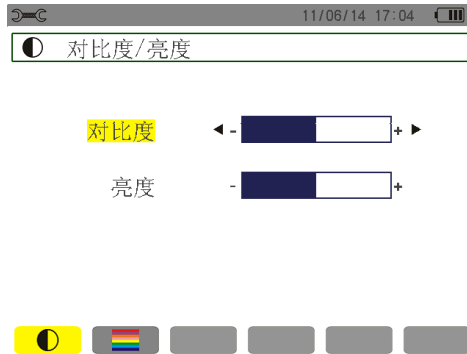 11/06/14 17:04
对比度/亮度
对比度 - +
亮度 - +